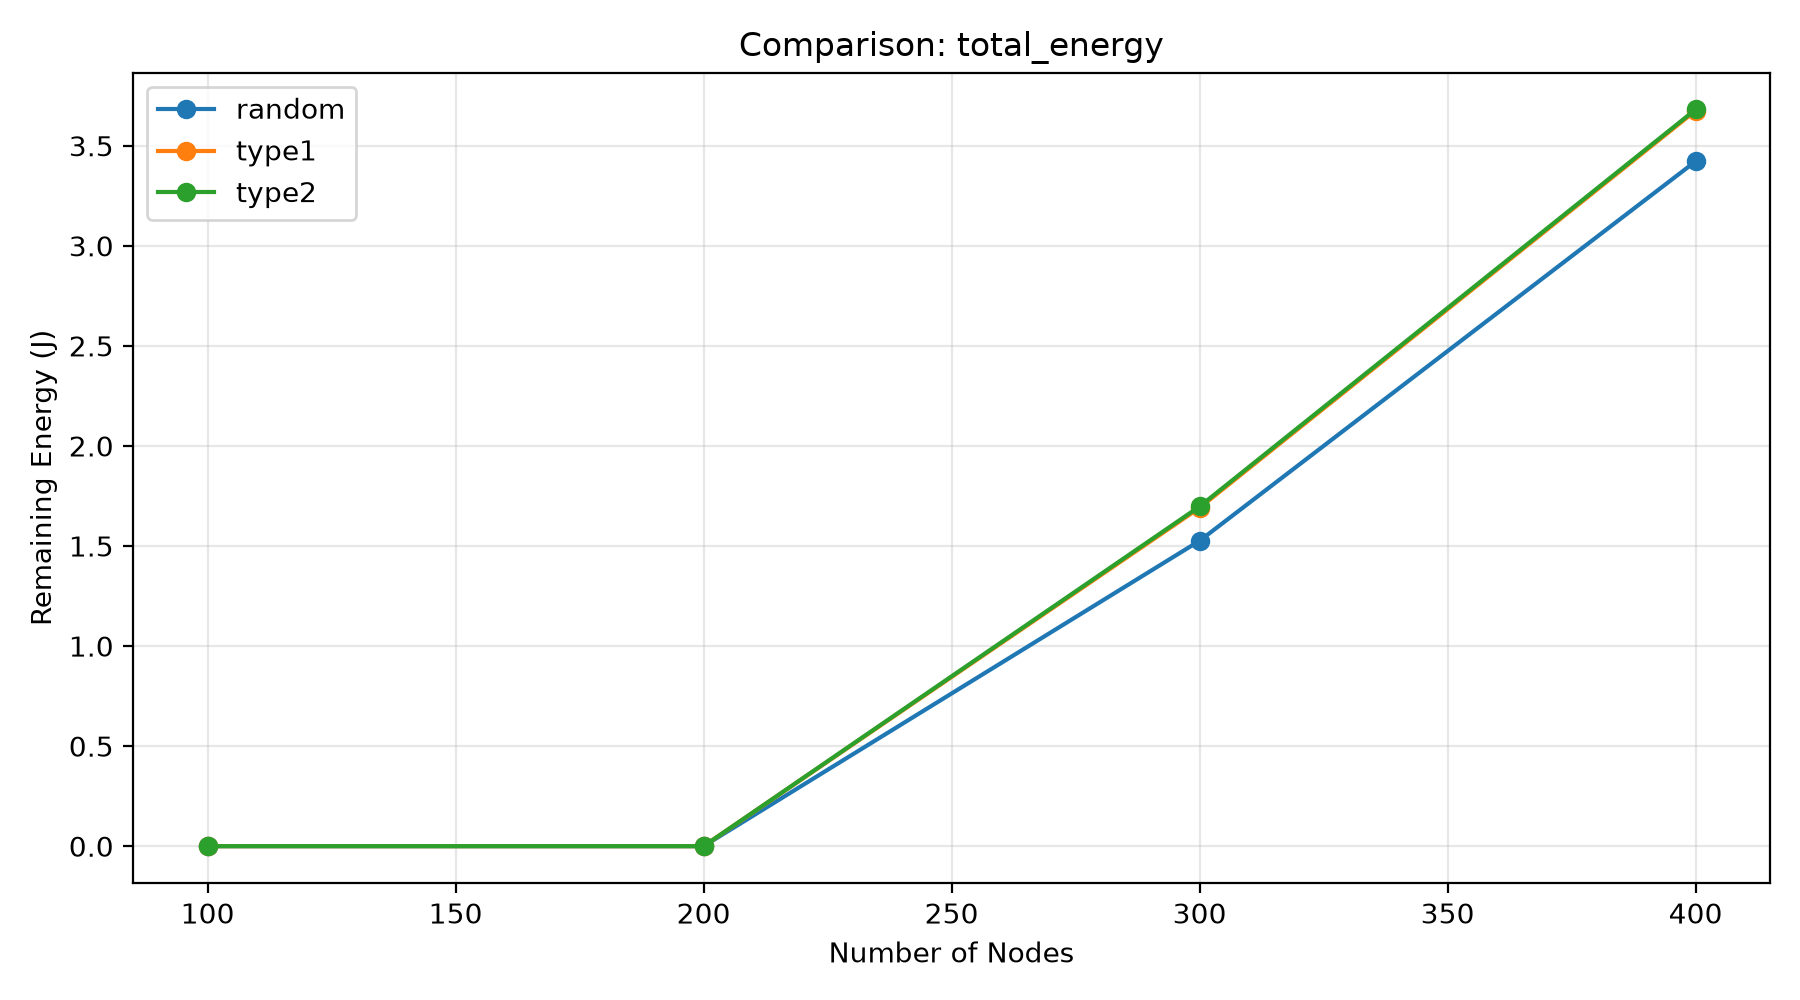 Comparison: total_energy
random
type1
type2
Remaining Energy (J)
3.5
3.0
2.5
2.0
1.5
1.0
0.5
0.0
100 150 200 250 300 350 400
Number of Nodes